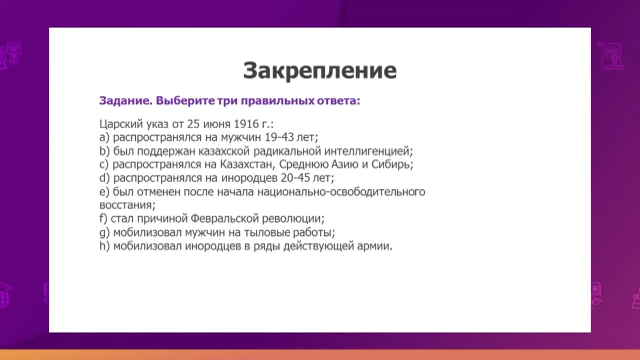 Закрепление
Задание. Выберите три правильных ответа:
Царский указ от 25 июня 1916 г.:
a) распространялся на мужчин 19-43 лет;
b) был поддержан казахской радикальной интеллигенцией;
c) распространялся на Казахстан, Среднюю Азию и Сибирь;
d) распространялся на инородцев 20-45 лет;
e) был отменен после начала национально-освободительного
восстания;
f) стал причиной Февральской революции;
g) мобилизовал мужчин на тыловые работы;
h) мобилизовал инородцев в ряды действующей армии.